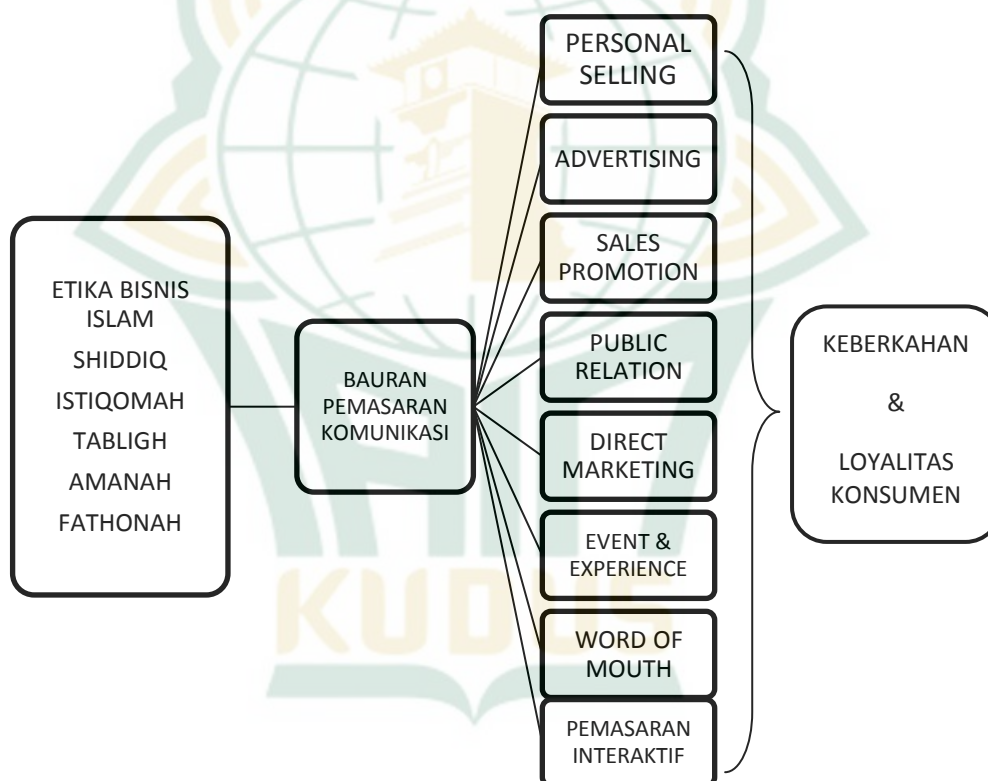 ETIKA BISNIS
ISLAM
SHIDDIQ
ISTIQOMAH
TABLIGH
AMANAH
FATHONAH
BAURAN
PEMASARAN
KOMUNIKASI
PERSONAL
SELLING
ADVERTISING
SALES
PROMOTION
PUBLIC
RELATION
DIRECT
MARKETING
EVENT &
EXPERIENCE
WORD OF
MOUTH
PEMASARAN
INTERAKTIF
KEBERKAHAN
&
LOYALITAS
KONSUMEN
KUDUS